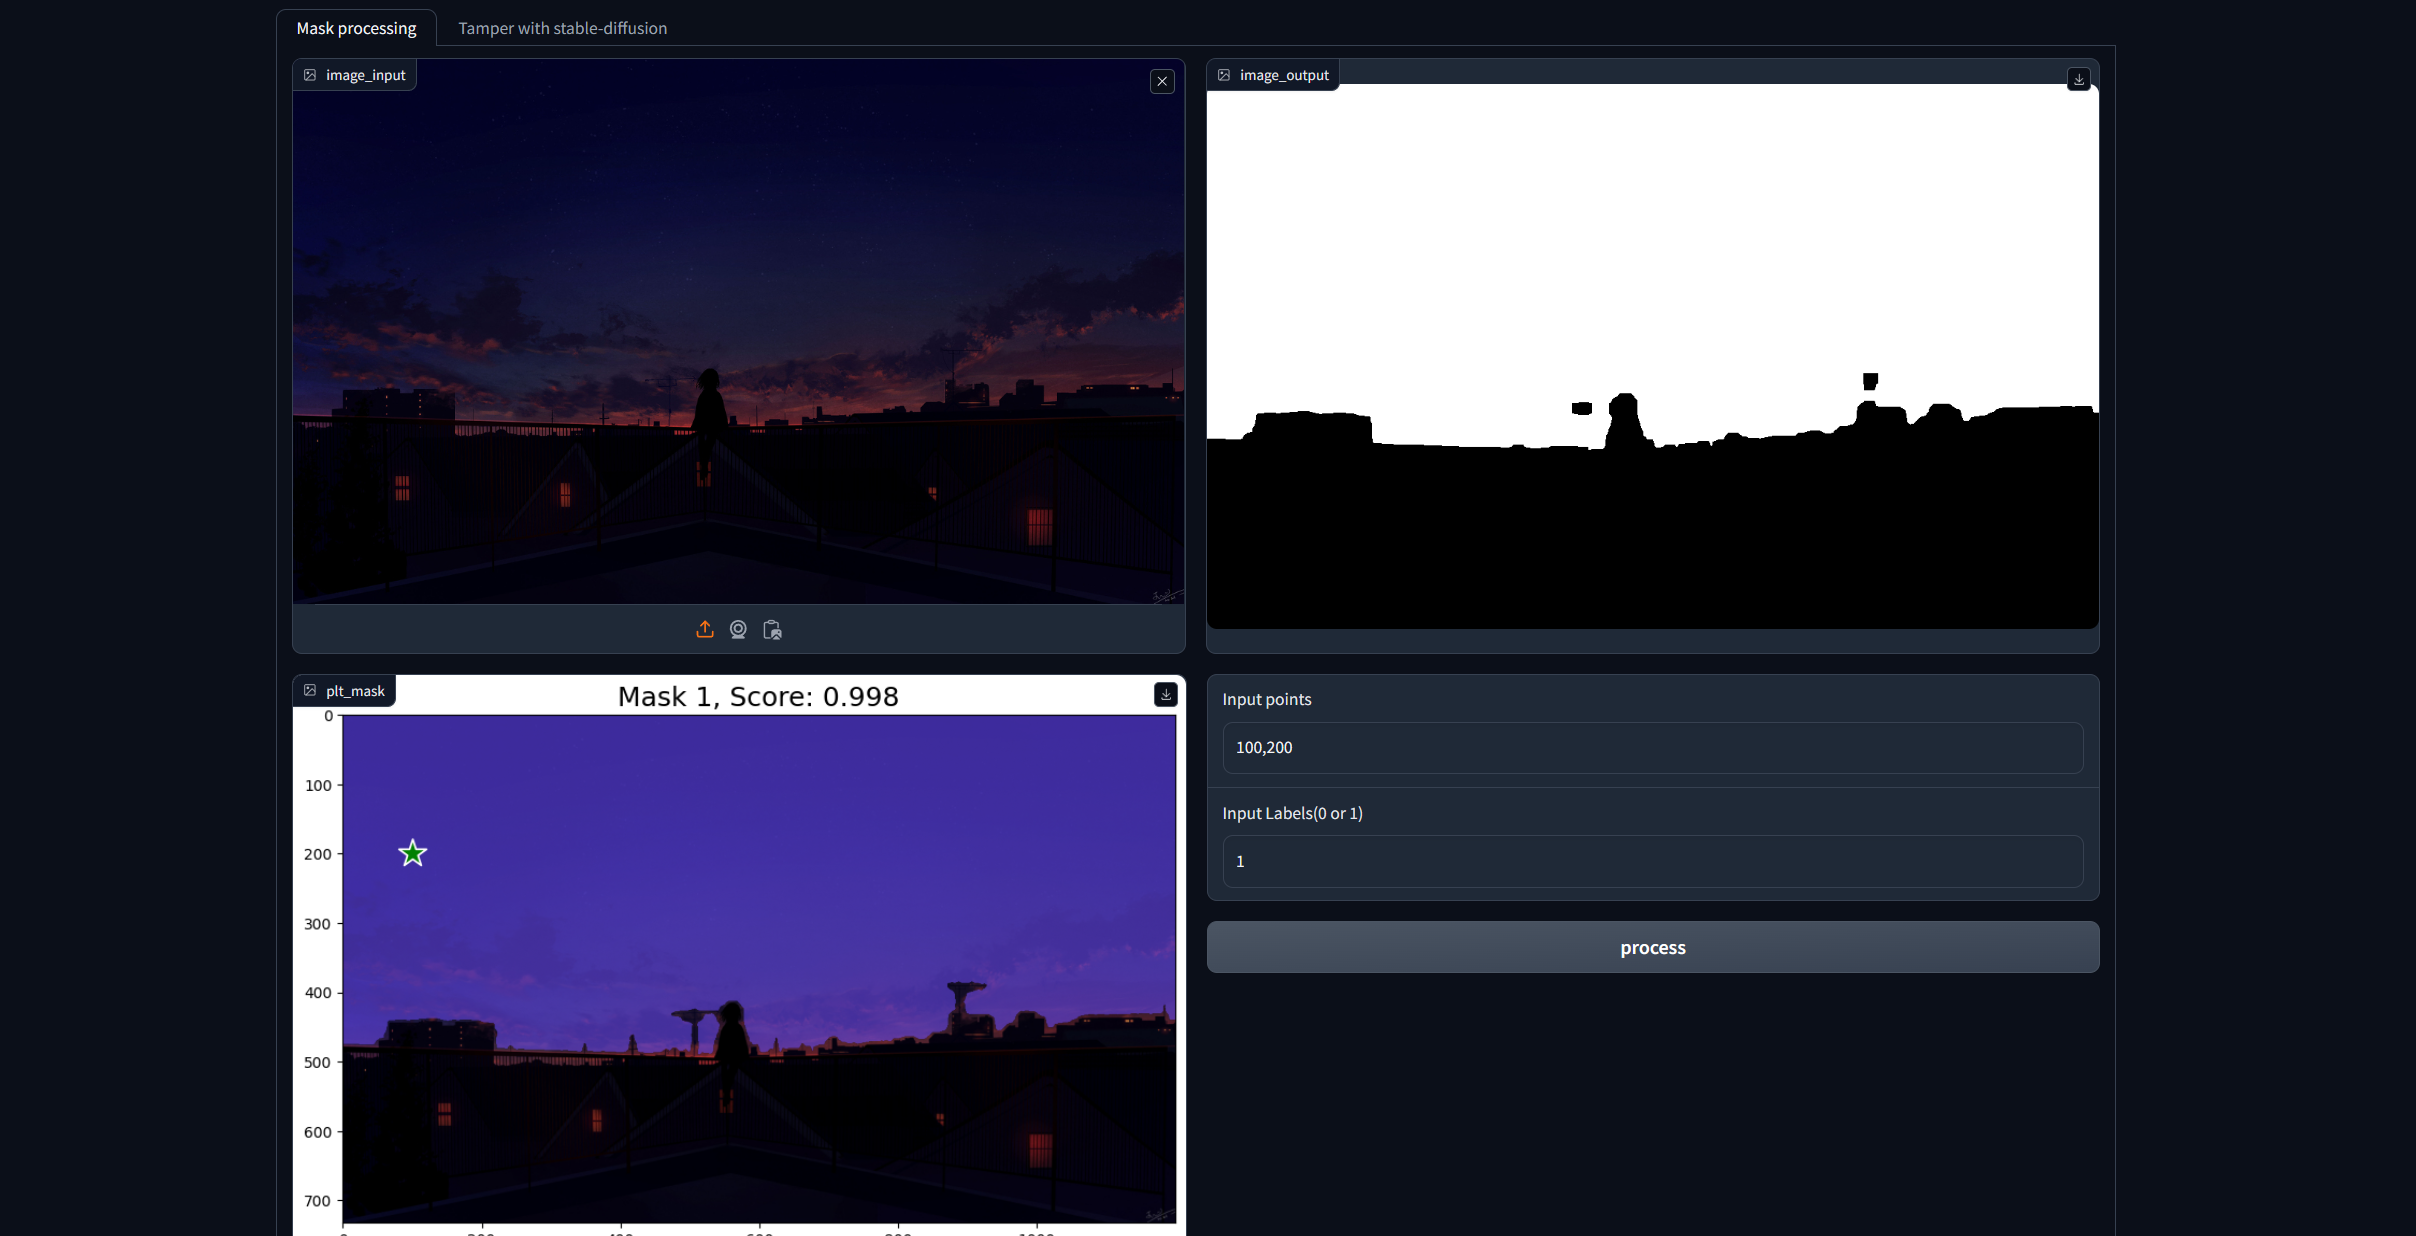 Mask processing
Tamper with stable-diffusion
image_input
image_output
plt_mask
Mask 1, Score: 0.998
0
100
200
300
400
500
600
700
Input points
100,200
Input Labels(0 or 1)
1
process